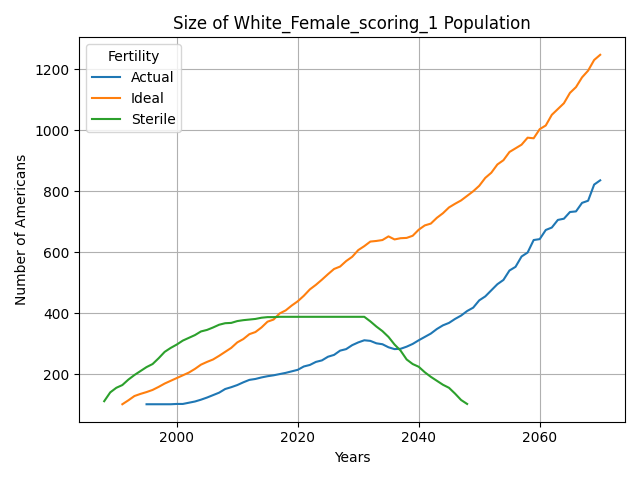 Size of White_Female_scoring_1 Population
Fertility
Actual
Ideal
Sterile
Number of Americans
1200
1000
800
600
400
200
2000
2020
2040
2060
Years